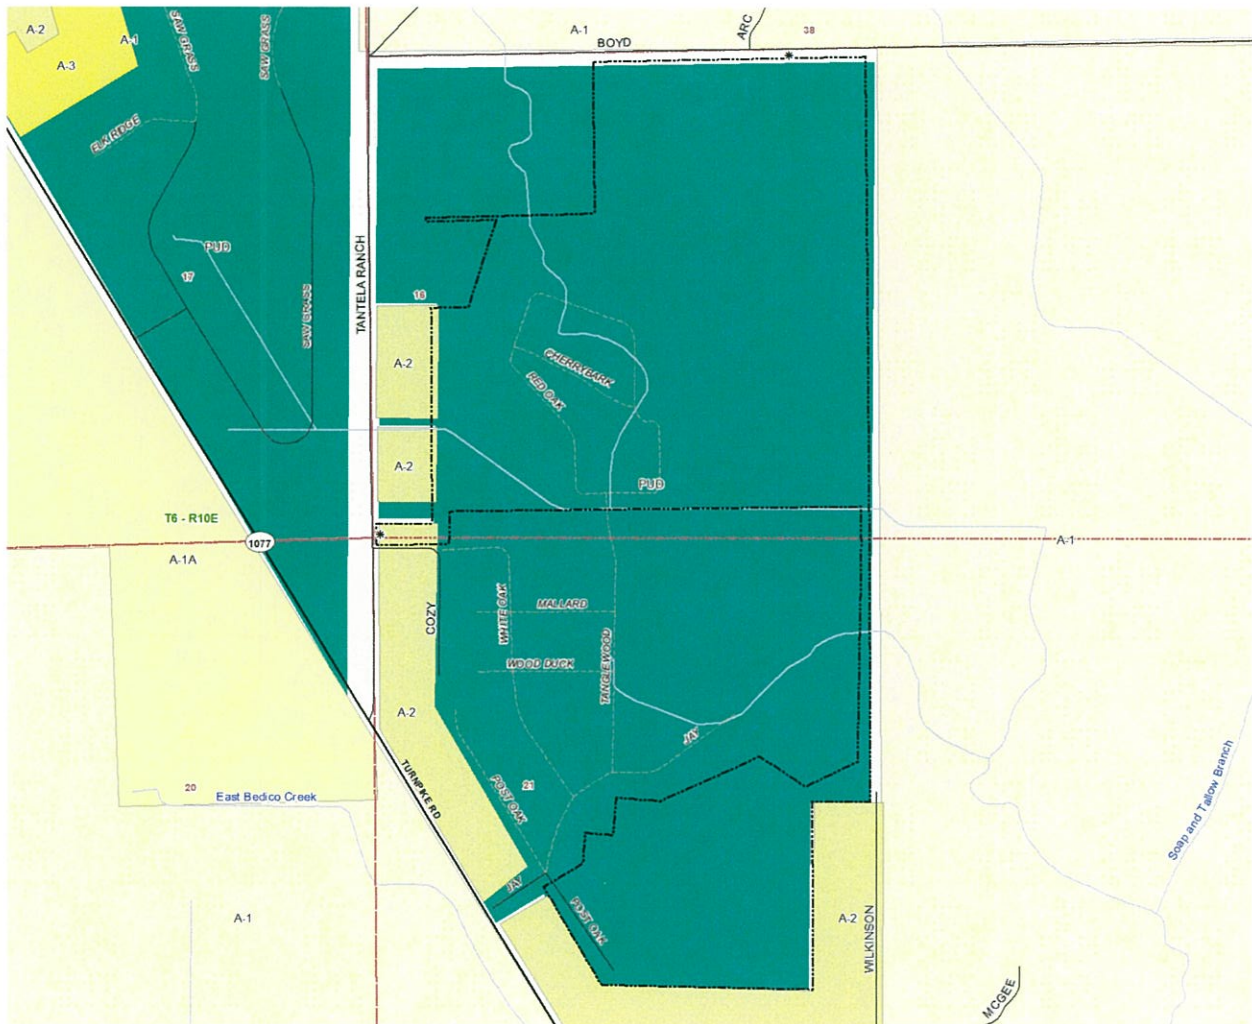 A-2
A-1
A-3
SAW GRASS
SAW GRASS
A-1
38
ARC
BOYD
ELK RIDGE
PUD
17
TANTELA RANCH
SAW GRASS
16
A-2
CHERRYBARK
RED OAK
A-2
PUD
T6 - R10E
1077
A-1
A-1A
COZY
WHITE OAK
MALLARD
WOOD DUCK
TANGLEWOOD
A-2
JAY
TURNPIKE RD
POST OAK
21
20
East Bedico Creek
Soap and Tallow Branch
JAY
POST OAK
A-1
A-2
WILKINSON
MCGEE